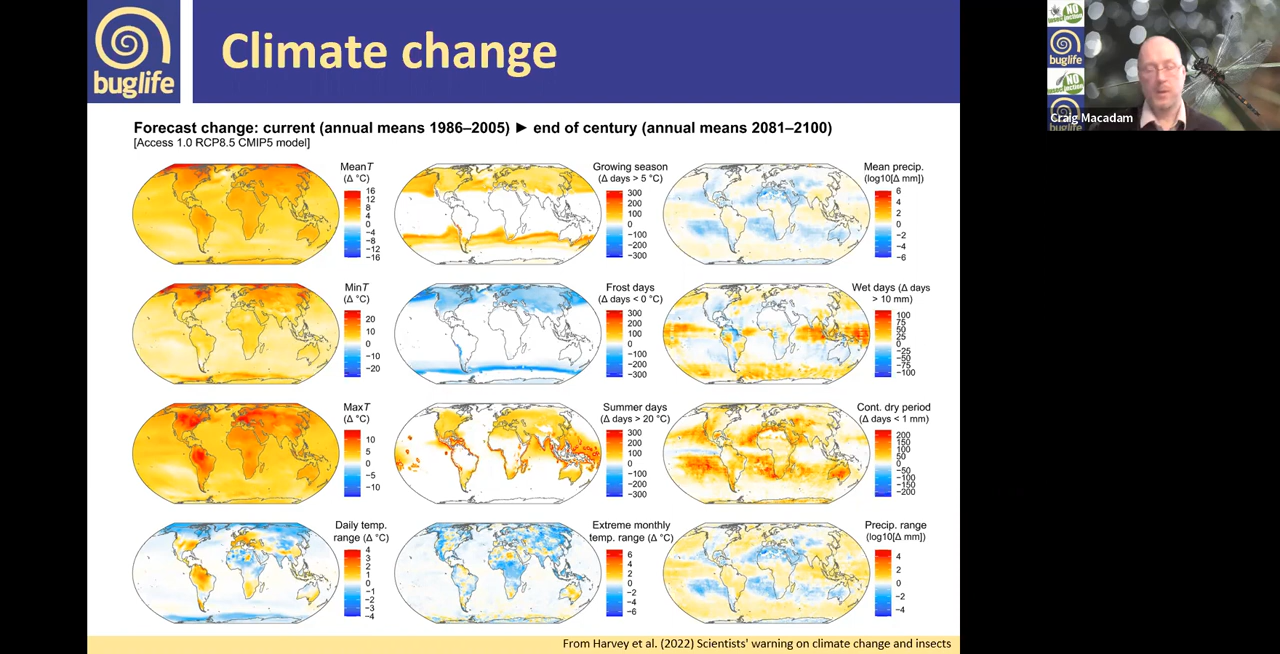 buglife
Climate change
Forecast change: current (annual means 1986–2005) ► end of century (annual means 2081–2100)
[Access 1.0 RCP8.5 CMIP5 model]
MeanT
(Δ °C)
16
12
8
4
0
−4
−8
−12
−16
Growing season
(Δ days > 5 °C)
300
200
100
0
−100
−200
−300
Mean precip.
(log10[Δ mm])
6
4
2
0
−2
−4
−6
MinT
(Δ °C)
20
10
0
−10
−20
Frost days
(Δ days < 0 °C)
300
200
100
0
−100
−200
−300
Wet days (Δ days
> 10 mm)
100
75
50
25
0
−25
−50
−75
−100
MaxT
(Δ °C)
10
5
0
−5
−10
Summer days
(Δ days > 20 °C)
300
200
100
0
−100
−200
−300
Cont. dry period
(Δ days < 1 mm)
200
150
100
50
0
−50
−100
−150
−200
Daily temp.
range (Δ °C)
4
3
2
1
0
−1
−2
−3
−4
Extreme monthly
temp. range (Δ °C)
6
4
2
0
−2
−4
−6
Precip. range
(log10[Δ mm])
4
2
0
−2
−4
From Harvey et al. (2022) Scientists' warning on climate change and insects
NO
buglife
NO
Craig Macadam